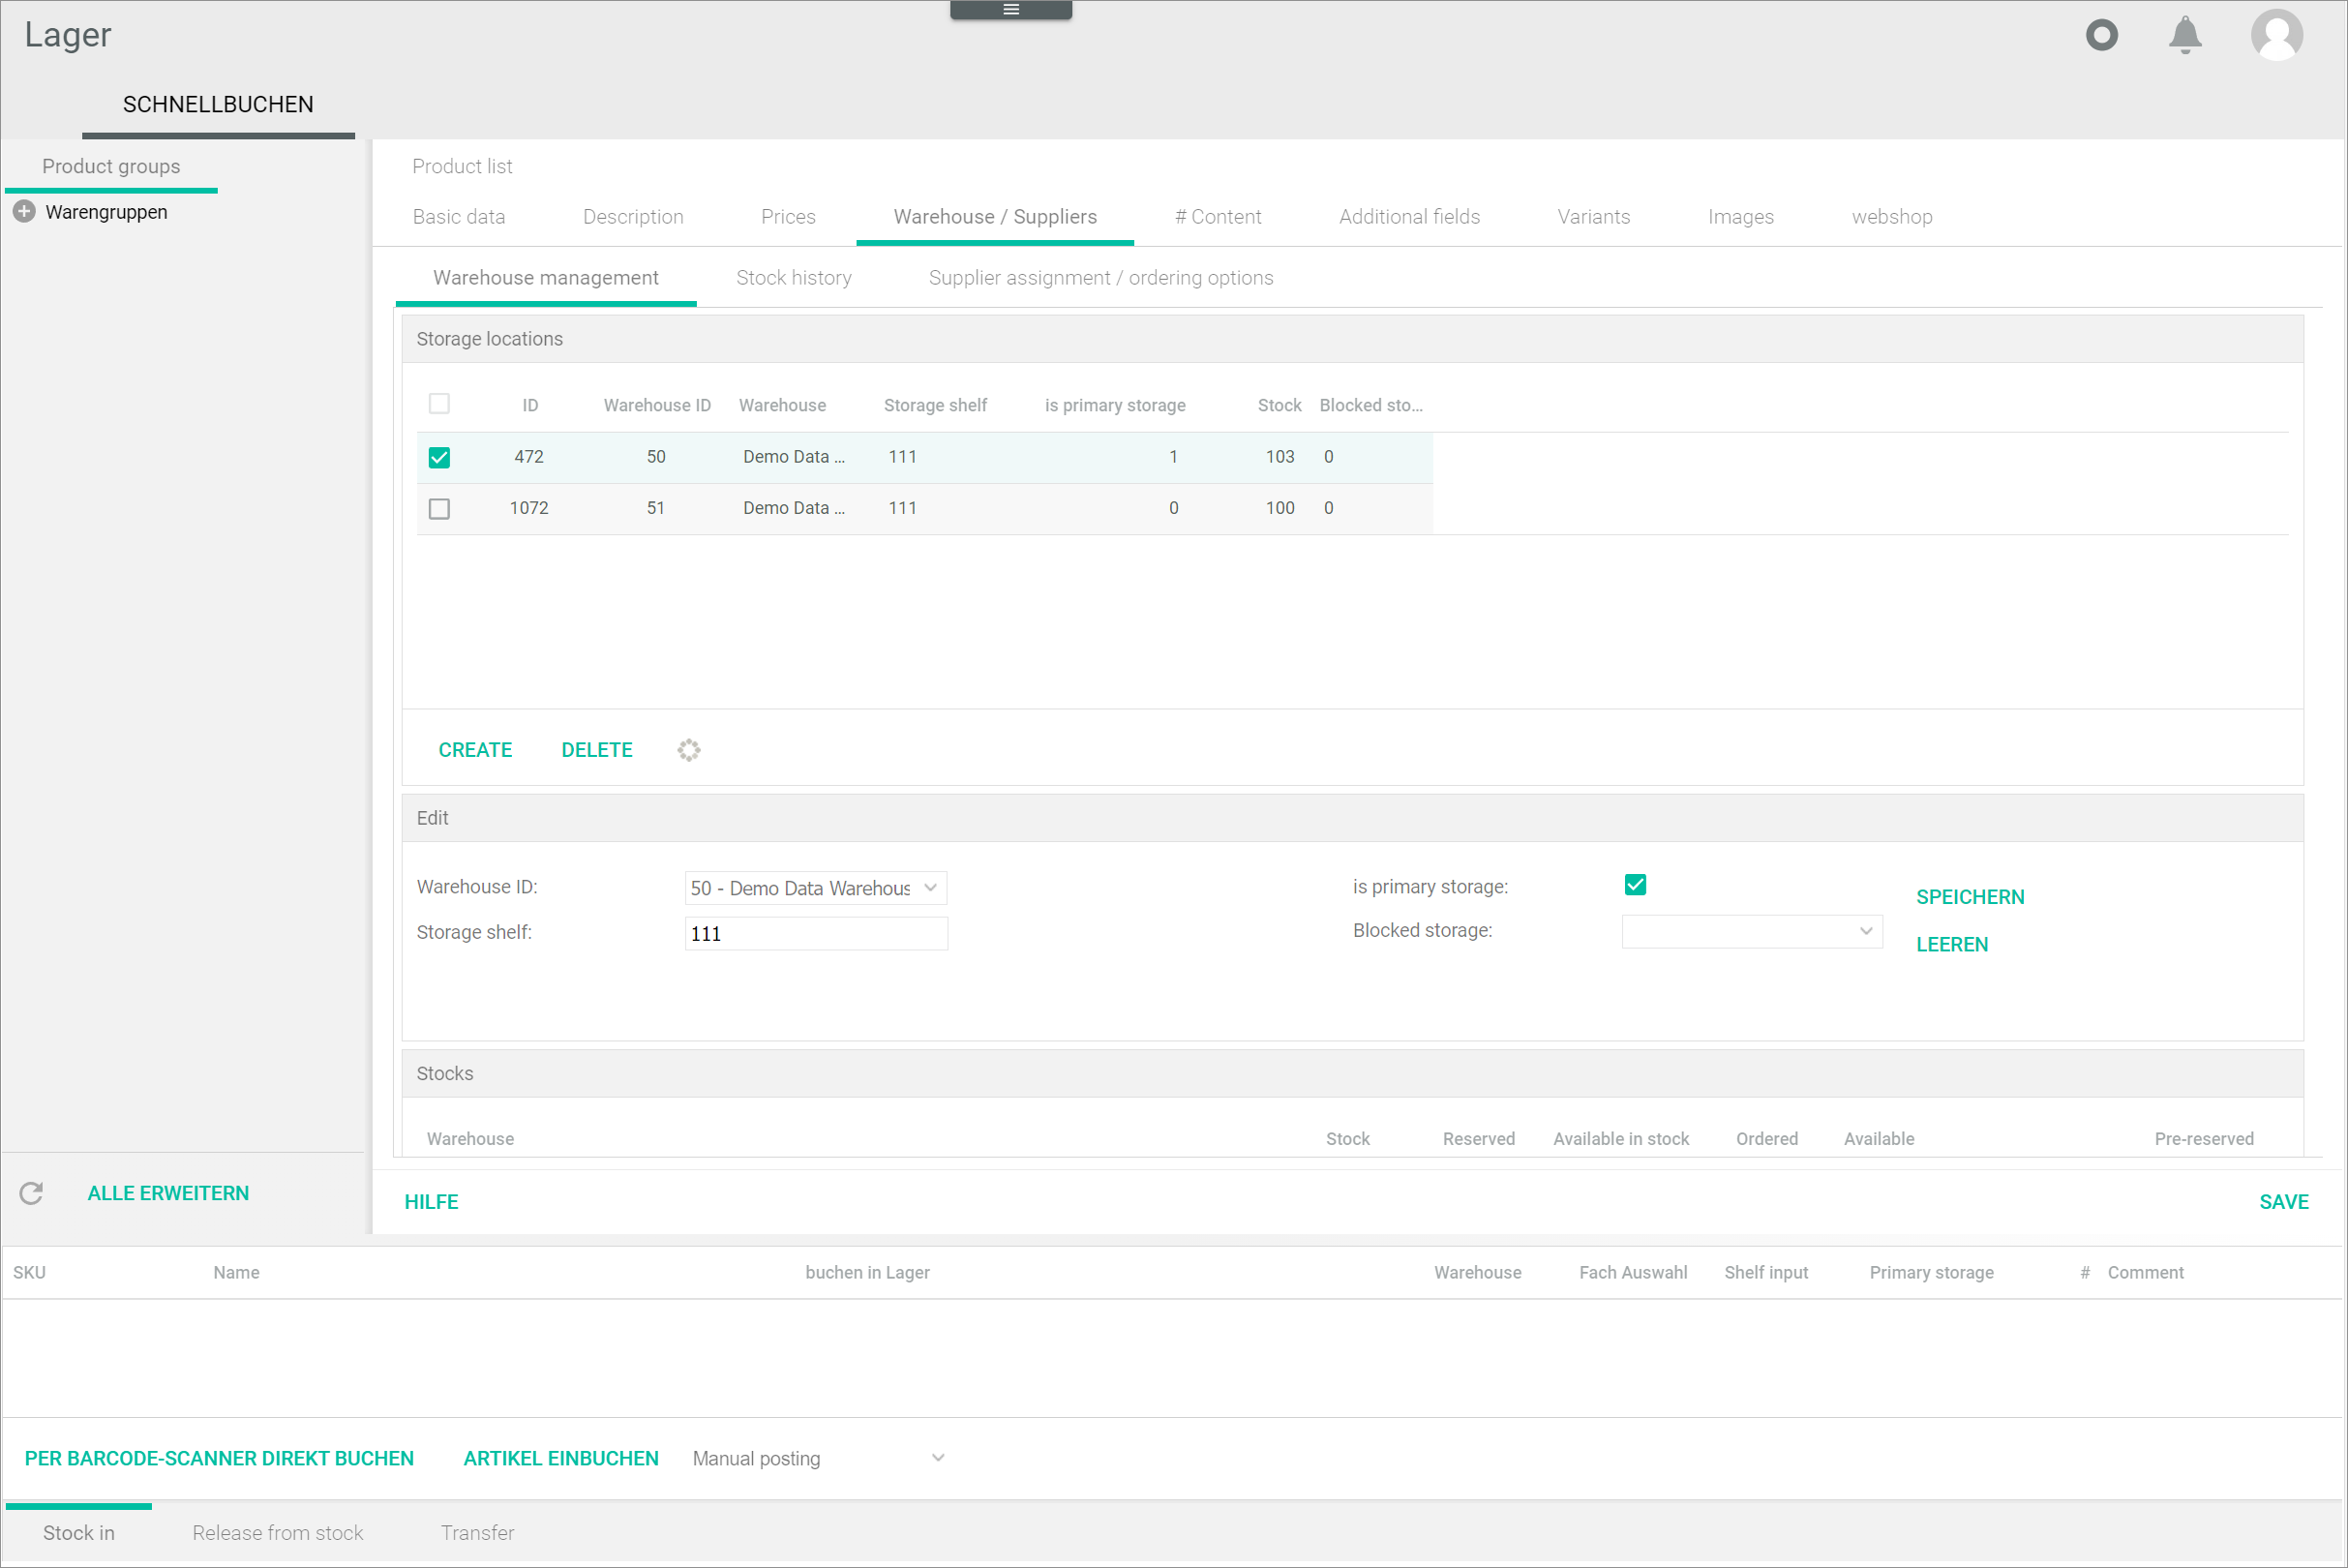 Lager
SCHNELLBUCHEN
Product groups
Warengruppen
Product list
Basic data Description Prices Warehouse / Suppliers # Content Additional fields Variants Images webshop
Warehouse management Stock history Supplier assignment / ordering options
Storage locations
ID Warehouse ID Warehouse Storage shelf is primary storage Stock Blocked sto...
472 50 Demo Data ... 111 1 103 0
1072 51 Demo Data ... 111 0 100 0
CREATE DELETE
Edit
Warehouse ID: 50 - Demo Data Warehous is primary storage: SPEICHERN
Storage shelf: 111 Blocked storage: LEEREN
Stocks
Warehouse Stock Reserved Available in stock Ordered Available Pre-reserved
ALLE ERWEITERN
HILFE SAVE
SKU Name buchen in Lager Warehouse Fach Auswahl Shelf input Primary storage # Comment
PER BARCODE-SCANNER DIREKT BUCHEN ARTIKEL EINBUCHEN Manual posting
Stock in Release from stock Transfer